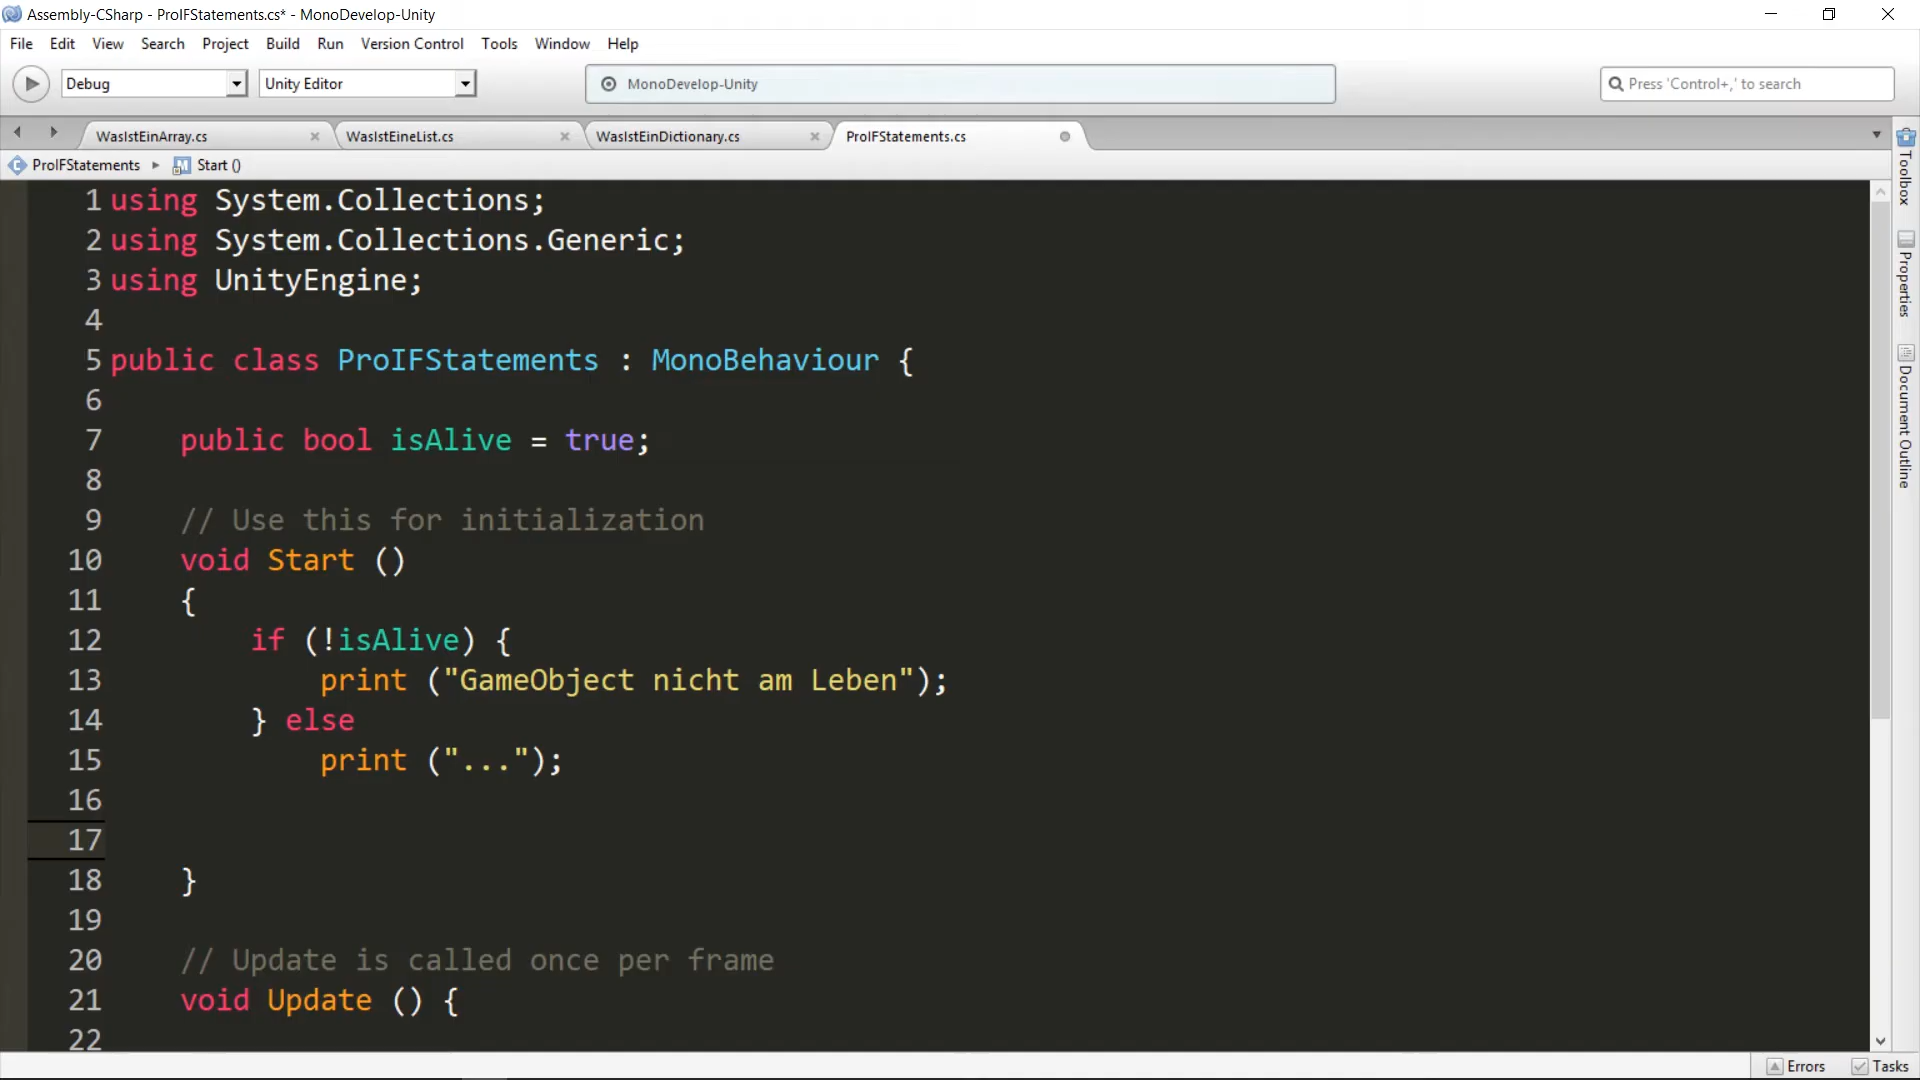 Assembly-CSharp - ProIFStatements.cs* - MonoDevelop-Unity
File Edit View Search Project Build Run Version Control Tools Window Help
Debug Unity Editor MonoDevelop-Unity Press 'Control+,' to search
WasIstEinArray.cs WasIstEineList.cs WasIstEinDictionary.cs ProIFStatements.cs
ProIFStatements Start ()
1 using System.Collections;
2 using System.Collections.Generic;
3 using UnityEngine;
4
5 public class ProIFStatements : MonoBehaviour {
6
7 public bool isAlive = true;
8
9 // Use this for initialization
10 void Start ()
11 {
12 if (!isAlive) {
13 print ("GameObject nicht am Leben");
14 } else
15 print ("...");
16
17
18 }
19
20 // Update is called once per frame
21 void Update () {
22
Toolbox
Properties
Document Outline
Errors Tasks